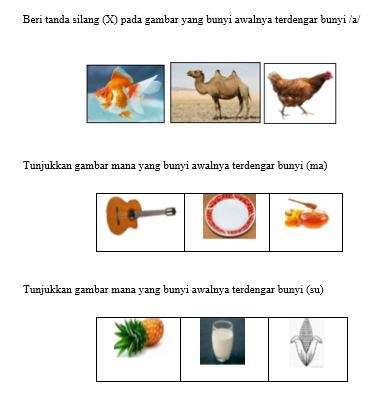 Beri tanda silang (X) pada gambar yang bunyi awalnya terdengar bunyi /a/
Tunjukkan gambar mana yang bunyi awalnya terdengar bunyi (ma)
Tunjukkan gambar mana yang bunyi awalnya terdengar bunyi (su)